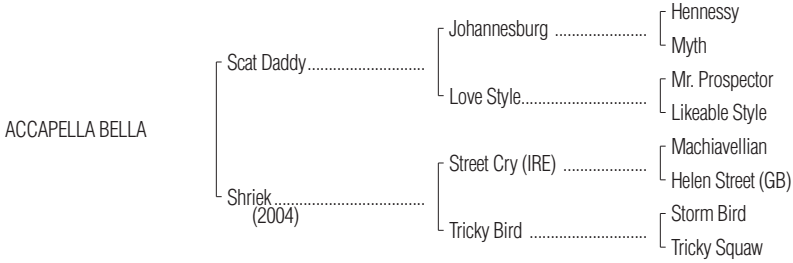 Hennessy
Johannesburg ....................
Myth
Scat Daddy..........................
Mr. Prospector
Love Style...........................
Likeable Style
ACCAPELLA BELLA
Machiavellian
Street Cry (IRE) ..................
Helen Street (GB)
Shriek .................................
(2004)
Storm Bird
Tricky Bird .........................
Tricky Squaw